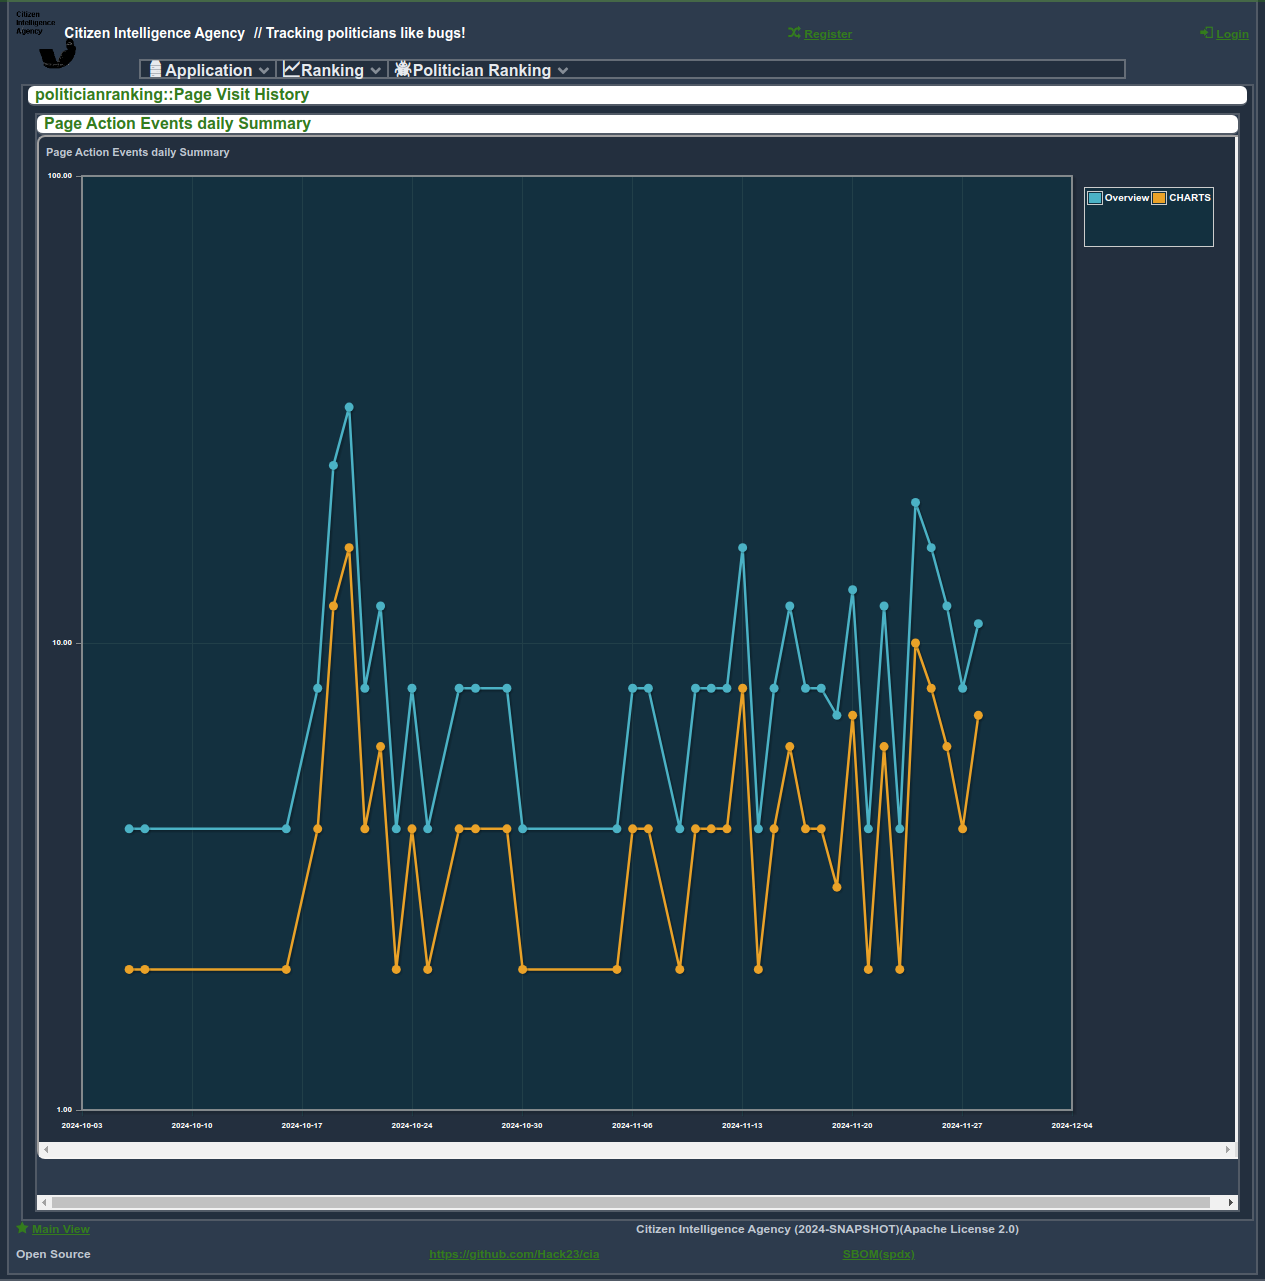 Citizen
Intelligence
Agency
Citizen Intelligence Agency // Tracking politicians like bugs!
Register
Login
Application
Ranking
Politician Ranking
politicianranking::Page Visit History
Page Action Events daily Summary
Page Action Events daily Summary
100.00
Overview CHARTS
10.00
1.00
2024-10-03 2024-10-10 2024-10-17 2024-10-24 2024-10-30 2024-11-06 2024-11-13 2024-11-20 2024-11-27 2024-12-04
Main View
Citizen Intelligence Agency (2024-SNAPSHOT)(Apache License 2.0)
Open Source
https://github.com/Hack23/cia
SBOM(spdx)